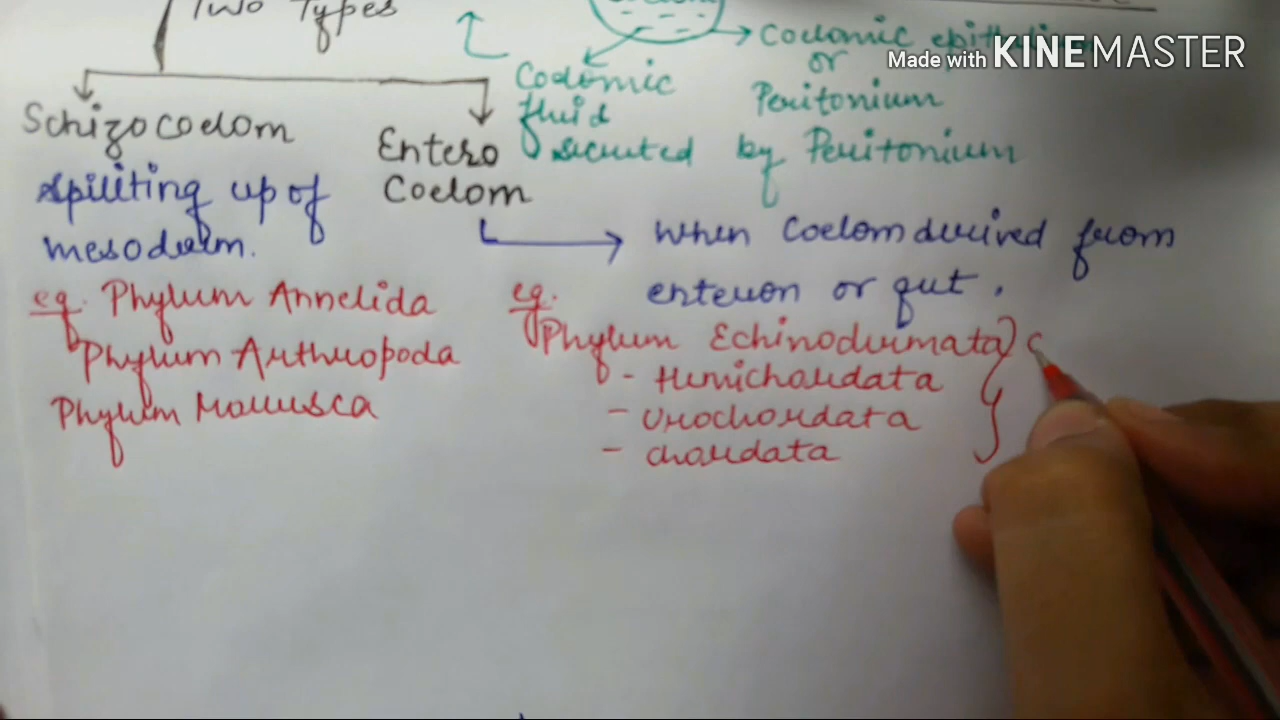 Two Types
Coelomic epithelium
or
Peritonium
Made with KINEMASTER
Coelomic
fluid
secreted by Peritonium
Schizocoelom
Entero
Coelom
spiliting up of
mesoderm.
When Coelom derived from
enteron or gut.
eg. Phylum Annelida
Phylum Arthropoda
Phylum Mollusca
eg.
Phylum Echinodermata
- Hemichordata
- Urochordata
- chordata